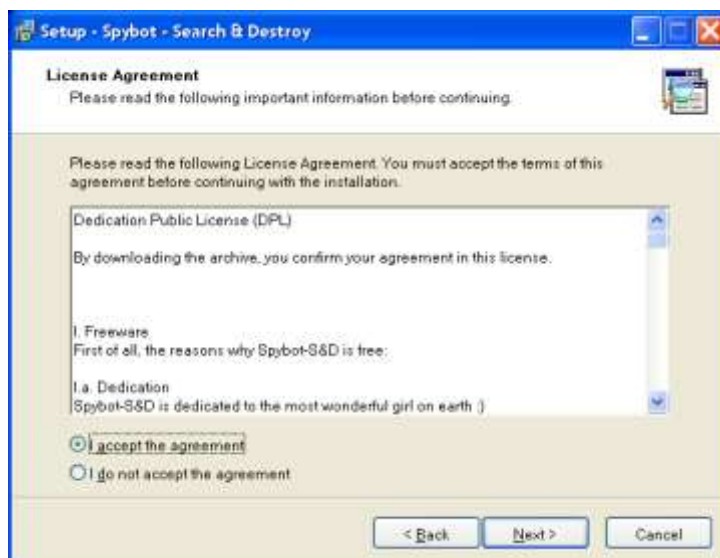 Setup - Spybot - Search & Destroy
License Agreement
Please read the following important information before continuing.
Please read the following License Agreement. You must accept the terms of this
agreement before continuing with the installation.
Dedication Public License (DPL)
By downloading the archive, you confirm your agreement in this license.
I. Freeware
First of all, the reasons why Spybot-S&D is free:
I.a. Dedication
Spybot-S&D is dedicated to the most wonderful girl on earth :)
I accept the agreement
I do not accept the agreement
< Back
Next >
Cancel